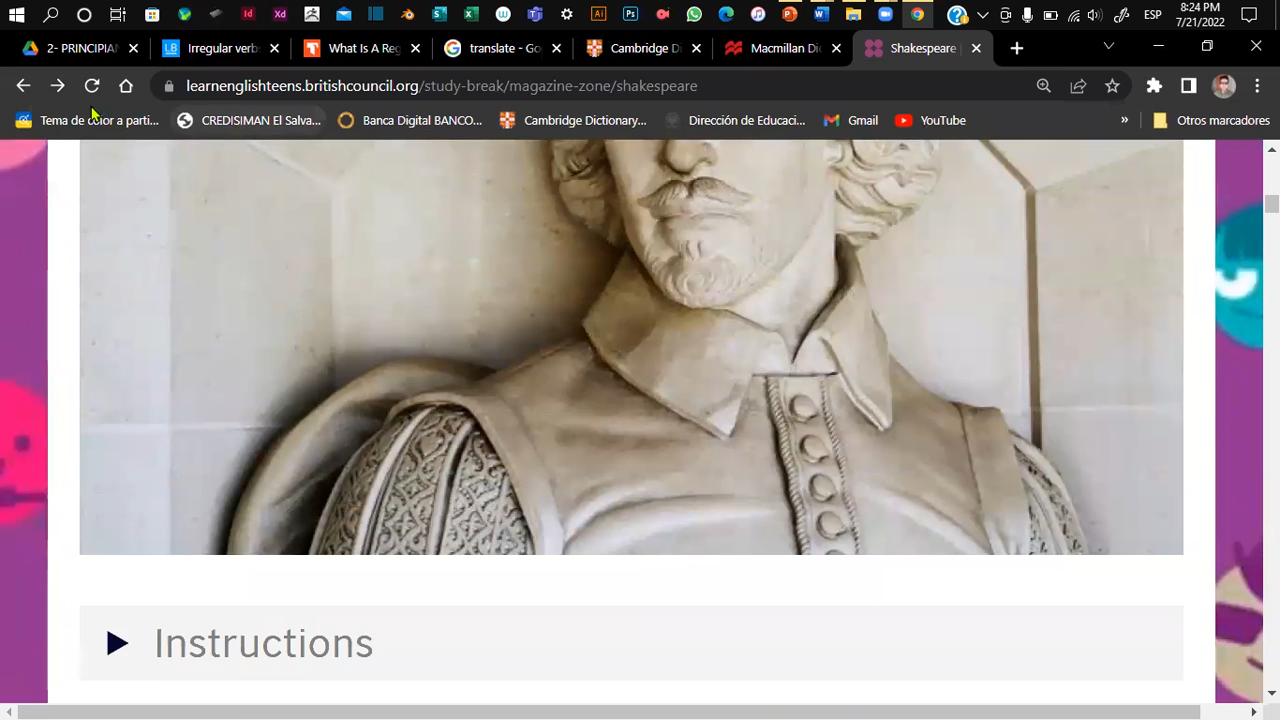 8:24 PM
ESP
7/21/2022
2- PRINCIPIAN
Irregular verb
What Is A Reg
translate - Go
Cambridge D
Macmillan Di
Shakespeare
learnenglishteens.britishcouncil.org/study-break/magazine-zone/shakespeare
Tema de color a parti...
CREDISIMAN El Salva...
Banca Digital BANCO...
Cambridge Dictionary...
Dirección de Educaci...
Gmail
YouTube
»
Otros marcadores
Instructions